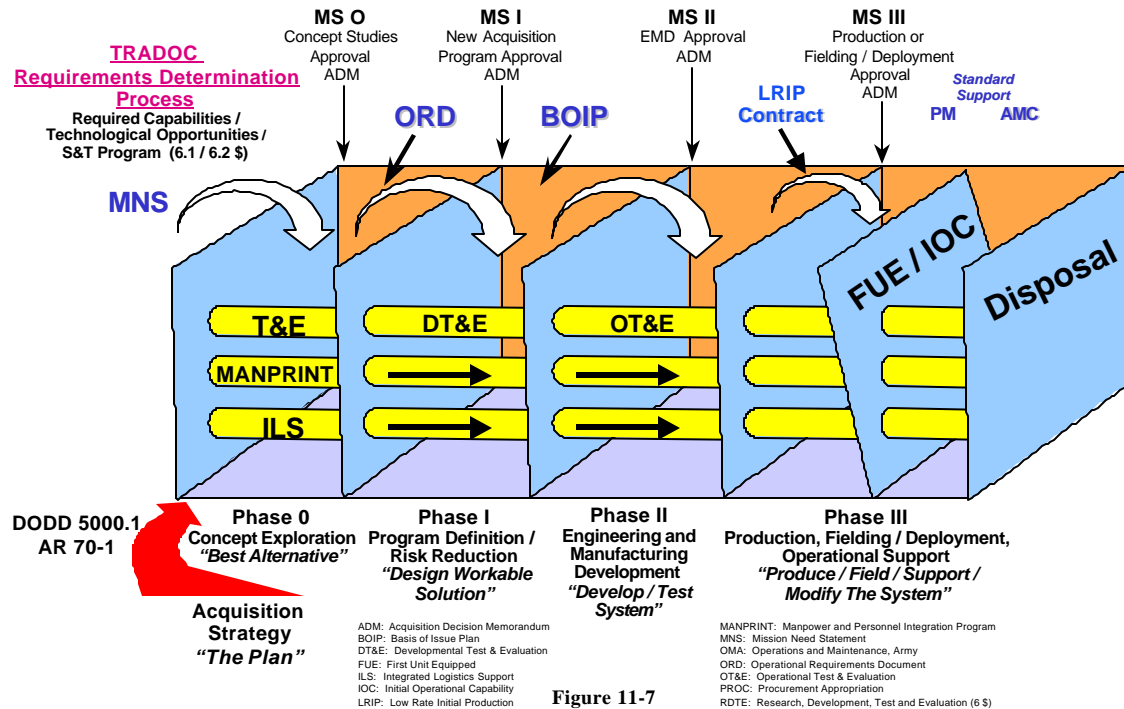 TRADOC
Requirements Determination
Process
Required Capabilities /
Technological Opportunities /
S&T Program (6.1 / 6.2 $)
MS O
Concept Studies
Approval
ADM
MS I
New Acquisition
Program Approval
ADM
MS II
EMD Approval
ADM
MS III
Production or
Fielding / Deployment
Approval
ADM
Standard
Support
PM AMC
MNS
ORD
BOIP
LRIP
Contract
FUE / IOC
Disposal
T&E
DT&E
OT&E
MANPRINT
ILS
DODD 5000.1
AR 70-1
Acquisition
Strategy
“The Plan”
Phase 0
Concept Exploration
“Best Alternative”
Phase I
Program Definition /
Risk Reduction
“Design Workable
Solution”
Phase II
Engineering and
Manufacturing
Development
“Develop / Test
System”
Phase III
Production, Fielding / Deployment,
Operational Support
“Produce / Field / Support /
Modify The System”
ADM: Acquisition Decision Memorandum
BOIP: Basis of Issue Plan
DT&E: Developmental Test & Evaluation
FUE: First Unit Equipped
ILS: Integrated Logistics Support
IOC: Initial Operational Capability
LRIP: Low Rate Initial Production
MANPRINT: Manpower and Personnel Integration Program
MNS: Mission Need Statement
OMA: Operations and Maintenance, Army
ORD: Operational Requirements Document
OT&E: Operational Test & Evaluation
PROC: Procurement Appropriation
RDTE: Research, Development, Test and Evaluation (6 $)
Figure 11-7